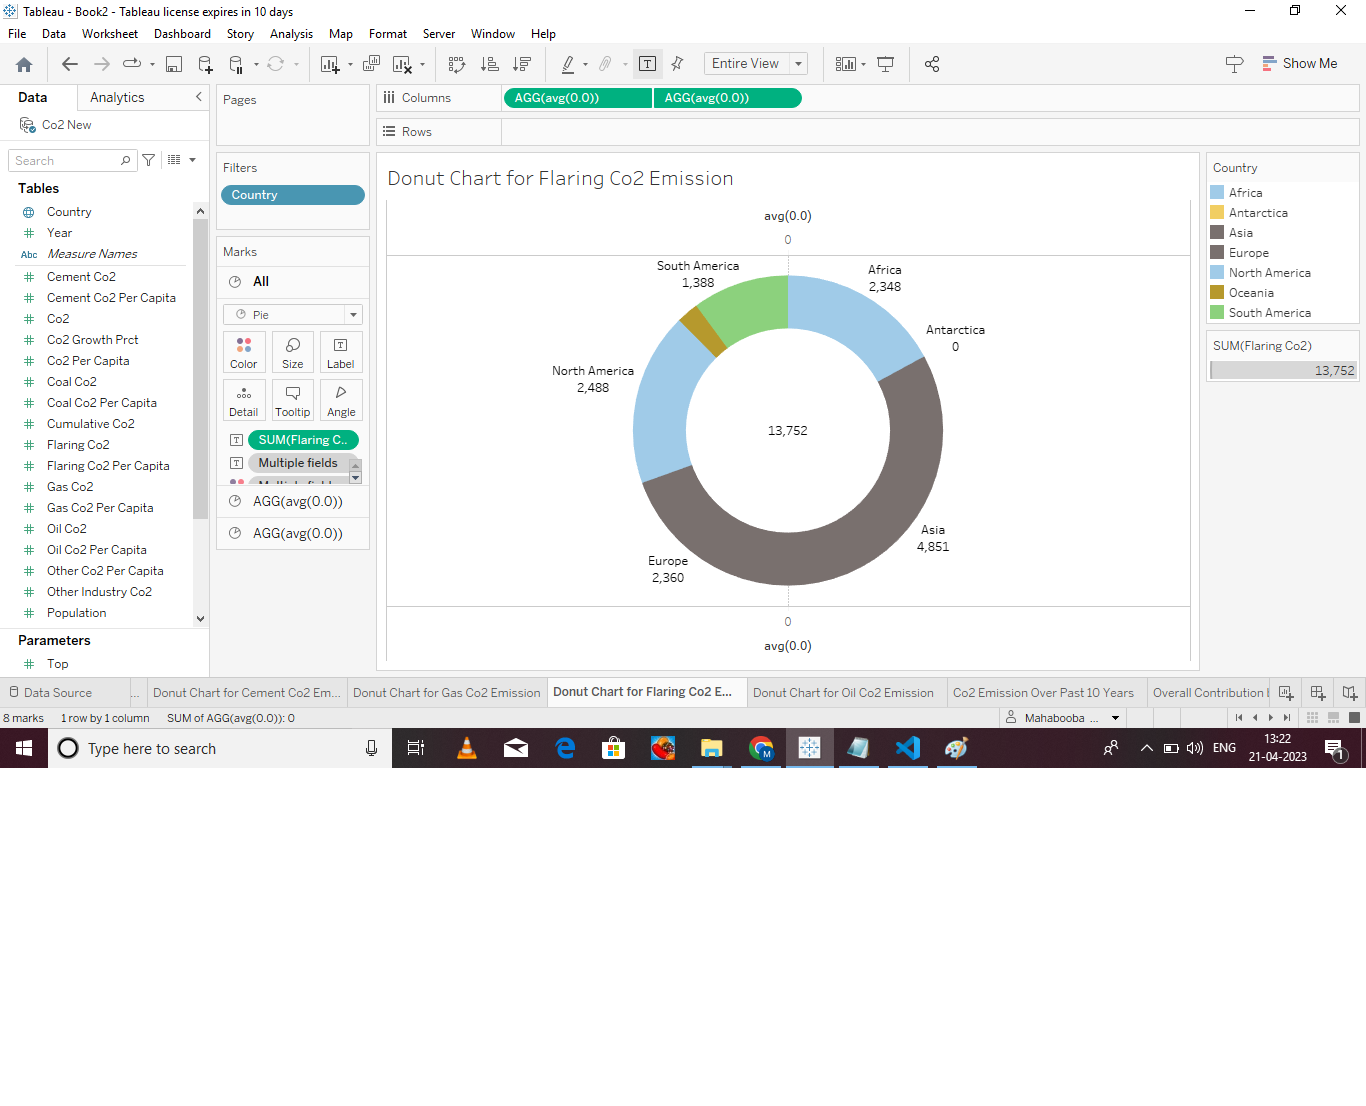 Tableau - Book2 - Tableau license expires in 10 days
File Data Worksheet Dashboard Story Analysis Map Format Server Window Help
Entire View
Show Me
Data Analytics
Co2 New
Search
Tables
Country
Year
Abc Measure Names
Cement Co2
Cement Co2 Per Capita
Co2
Co2 Growth Prct
Co2 Per Capita
Coal Co2
Coal Co2 Per Capita
Cumulative Co2
Flaring Co2
Flaring Co2 Per Capita
Gas Co2
Gas Co2 Per Capita
Oil Co2
Oil Co2 Per Capita
Other Co2 Per Capita
Other Industry Co2
Population
Parameters
Top
Pages
Filters
Country
Marks
All
Pie
Color Size Label
Detail Tooltip Angle
SUM(Flaring C..
Multiple fields
AGG(avg(0.0))
AGG(avg(0.0))
Columns
AGG(avg(0.0)) AGG(avg(0.0))
Rows
Donut Chart for Flaring Co2 Emission
avg(0.0)
0
South America
1,388
Africa
2,348
Antarctica
0
North America
2,488
13,752
Asia
4,851
Europe
2,360
0
avg(0.0)
Country
Africa
Antarctica
Asia
Europe
North America
Oceania
South America
SUM(Flaring Co2)
13,752
Data Source ... Donut Chart for Cement Co2 Em... Donut Chart for Gas Co2 Emission Donut Chart for Flaring Co2 E... Donut Chart for Oil Co2 Emission Co2 Emission Over Past 10 Years Overall Contribution
8 marks 1 row by 1 column SUM of AGG(avg(0.0)): 0
Mahabooba ...
Type here to search
ENG
13:22
21-04-2023
1